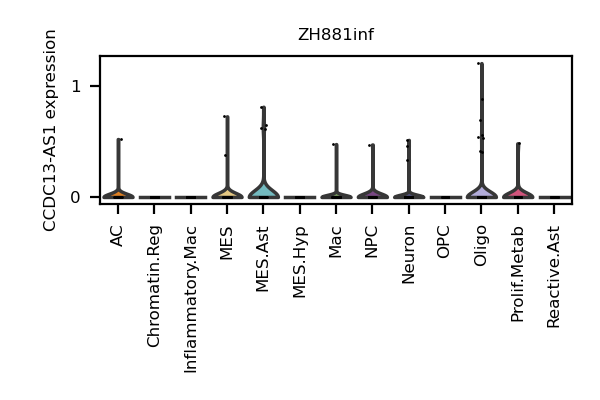 ZH881inf
CCDC13-AS1 expression
1
0
AC
Chromatin.Reg
Inflammatory.Mac
MES
MES.Ast
MES.Hyp
Mac
NPC
Neuron
OPC
Oligo
Prolif.Metab
Reactive.Ast